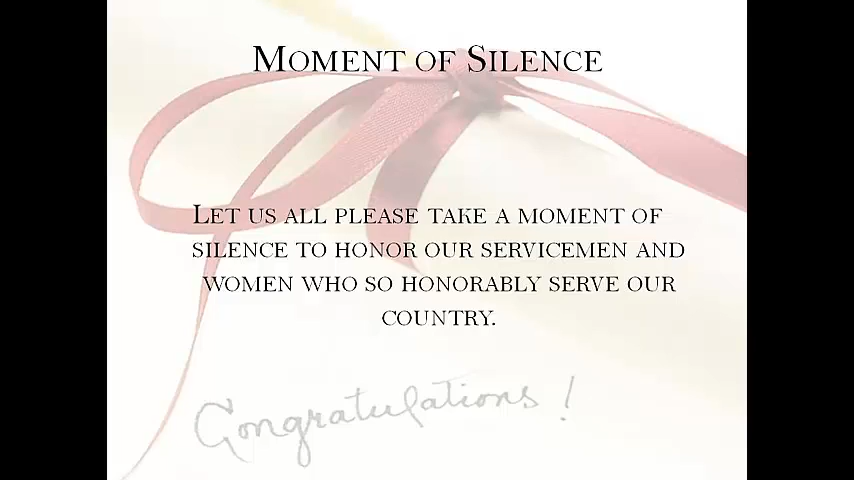 Moment of Silence
Let us all please take a moment of
silence to honor our servicemen and
women who so honorably serve our
country.
Congratulations!